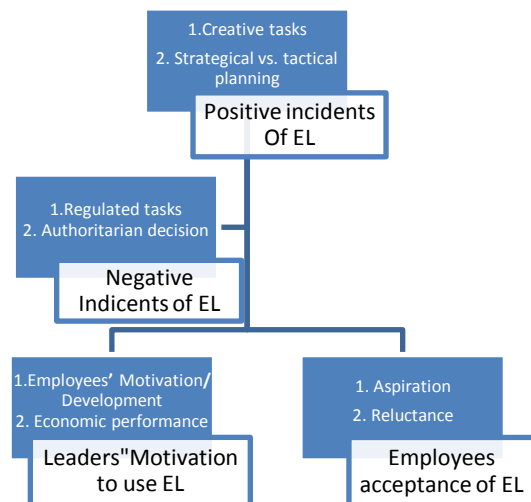 1.Creative tasks
2. Strategical vs. tactical
planning
Positive incidents
Of EL
1.Regulated tasks
2. Authoritarian decision
Negative
Indicents of EL
1.Employees’ Motivation/
Development
2. Economic performance
Leaders"Motivation
to use EL
1. Aspiration
2. Reluctance
Employees
acceptance of EL